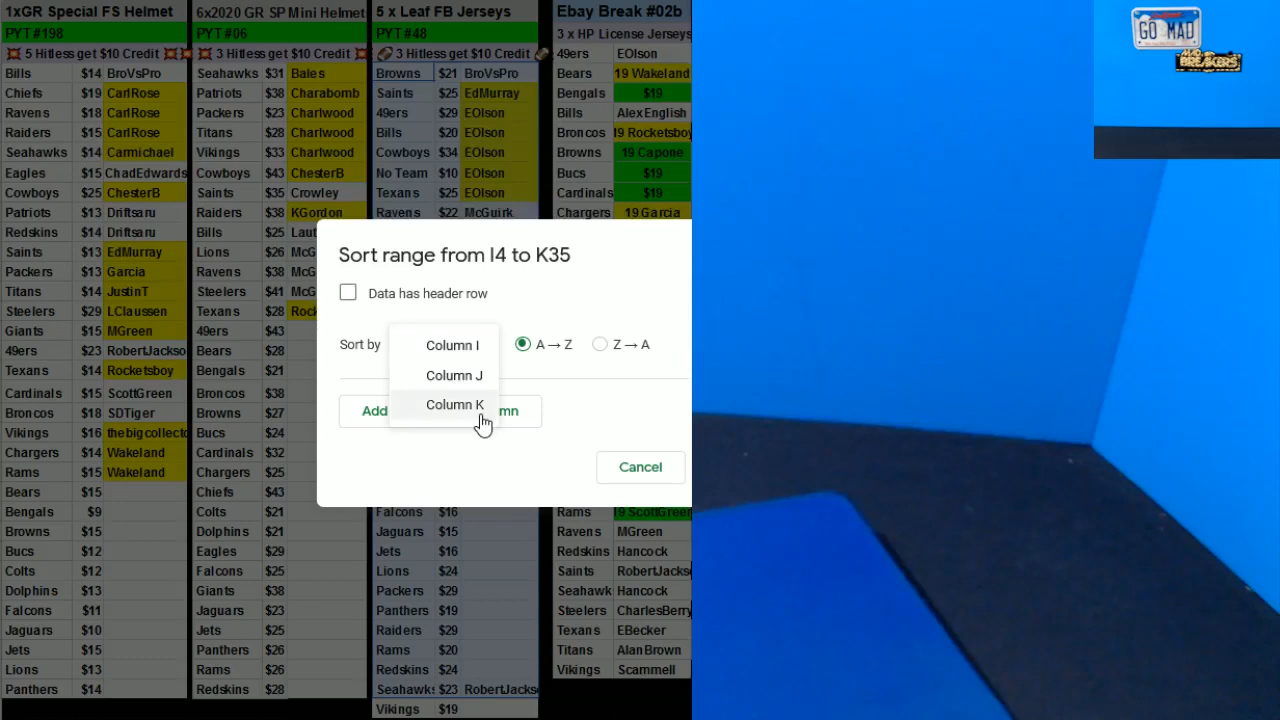 1xGR Special FS Helmet
PYT #198
5 Hitless get $10 Credit
Bills $14 BroVsPro
Chiefs $19 CarlRose
Ravens $18 CarlRose
Raiders $15 CarlRose
Seahawks $14 Carmichael
Eagles $15 ChadEdwards
Cowboys $25 ChesterB
Patriots $13 Driftsaru
Redskins $14 Driftsaru
Saints $13 EdMurray
Packers $13 Garcia
Titans $14 JustinT
Steelers $29 LClaussen
Giants $15 MGreen
49ers $23 RobertJackso
Texans $14 Rocketsboy
Cardinals $15 ScottGreen
Broncos $18 SDTiger
Vikings $16 thebigcollecto
Chargers $14 Wakeland
Rams $15 Wakeland
Bears $15
Bengals $9
Browns $15
Bucs $12
Colts $12
Dolphins $13
Falcons $11
Jaguars $10
Jets $15
Lions $13
Panthers $14
6x2020 GR SP Mini Helmet
PYT #06
3 Hitless get $10 Credit
Seahawks $31 Bales
Patriots $38 Charabomb
Packers $23 Charlwood
Titans $28 Charlwood
Vikings $33 Charlwood
Cowboys $43 ChesterB
Saints $35 Crowley
Raiders $38 KGordon
Bills $25 Laut
Lions $26 McG
Ravens $38 McG
Steelers $41 McG
Texans $28 Rock
49ers $43
Bears $28
Bengals $21
Broncos $38
Browns $27
Bucs $24
Cardinals $32
Chargers $25
Chiefs $43
Colts $21
Dolphins $21
Eagles $29
Falcons $25
Giants $38
Jaguars $23
Jets $25
Panthers $26
Rams $26
Redskins $28
5 x Leaf FB Jerseys
PYT #48
3 Hitless get $10 Credit
Browns $21 BroVsPro
Saints $25 EdMurray
49ers $29 EOlson
Bills $20 EOlson
Cowboys $34 EOlson
No Team $10 EOlson
Texans $25 EOlson
Ravens $22 McGuirk
Falcons $16
Jaguars $15
Jets $16
Lions $24
Packers $29
Panthers $19
Raiders $29
Rams $20
Redskins $24
Seahawks $23 RobertJacks
Vikings $19
Ebay Break #02b
3 x HP License Jerseys
49ers EOlson
Bears 19 Wakeland
Bengals $19
Bills AlexEnglish
Broncos 19 Rocketsboy
Browns 19 Capone
Bucs $19
Cardinals $19
Chargers 19 Garcia
Rams 19 ScottGreen
Ravens MGreen
Redskins Hancock
Saints RobertJacks
Seahawk Hancock
Steelers CharlesBerry
Texans EBecker
Titans AlanBrown
Vikings Scammell
Sort range from I4 to K35
Data has header row
Sort by
Column I
Column J
Column K
A → Z
Z → A
Add
mn
Cancel
GO MAD
MAD
BREAKERS